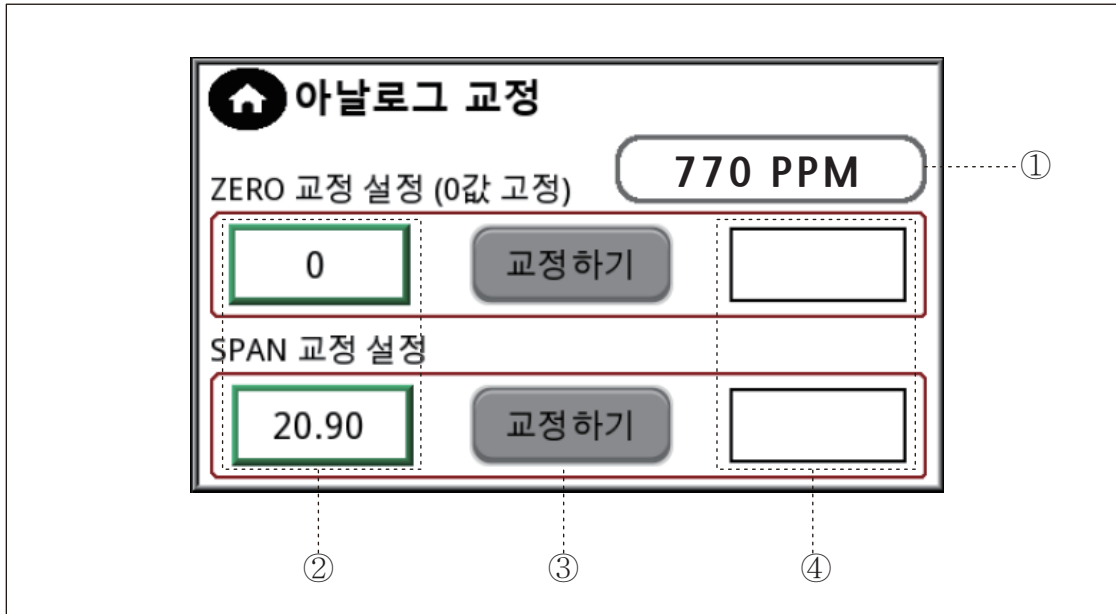 아날로그 교정
770 PPM
①
ZERO 교정 설정 (0값 고정)
0
교정하기
SPAN 교정 설정
20.90
교정하기
② ③ ④